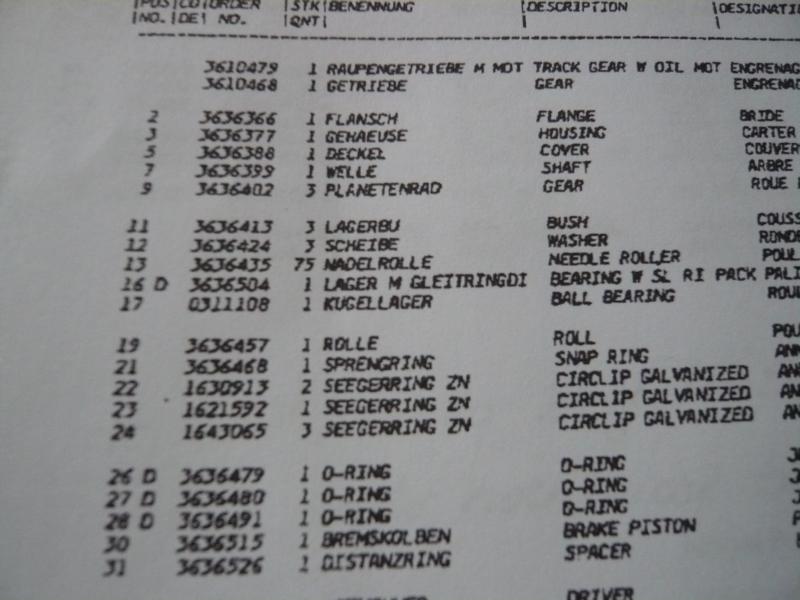 POS CO ORDER STK BENENNUNG DESCRIPTION DESIGNATI
NO. DE NO. QNT
3610479 1 RAUPENGETRIEBE M MOT TRACK GEAR W OIL MOT ENGRENAG
3610468 1 GETRIEBE GEAR ENGRENAG
2 3636366 1 FLANSCH FLANGE BRIDE
3 3636377 1 GEHAEUSE HOUSING CARTER
5 3636388 1 DECKEL COVER COUVER
7 3636399 1 WELLE SHAFT ARBRE
9 3636402 3 PLANETENRAD GEAR ROUE
11 3636413 3 LAGERBU BUSH COUSS
12 3636424 3 SCHEIBE WASHER RONDE
13 3636435 75 NADELROLLE NEEDLE ROLLER POUL
16 D 3636504 1 LAGER M GLEITRINGDI BEARING W SL RI PACK PALI
17 0311108 1 KUGELLAGER BALL BEARING ROUL
19 3636457 1 ROLLE ROLL POU
21 3636468 1 SPRENGRING SNAP RING ANN
22 1630913 2 SEEGERRING ZN CIRCLIP GALVANIZED AN
23 1621592 1 SEEGERRING ZN CIRCLIP GALVANIZED AN
24 1643065 3 SEEGERRING ZN CIRCLIP GALVANIZED AN
26 D 3636479 1 O-RING O-RING J
27 D 3636480 1 O-RING O-RING J
28 D 3636491 1 O-RING O-RING J
30 3636515 1 BREMSKOLBEN BRAKE PISTON
31 3636526 1 DISTANZRING SPACER
DRIVER